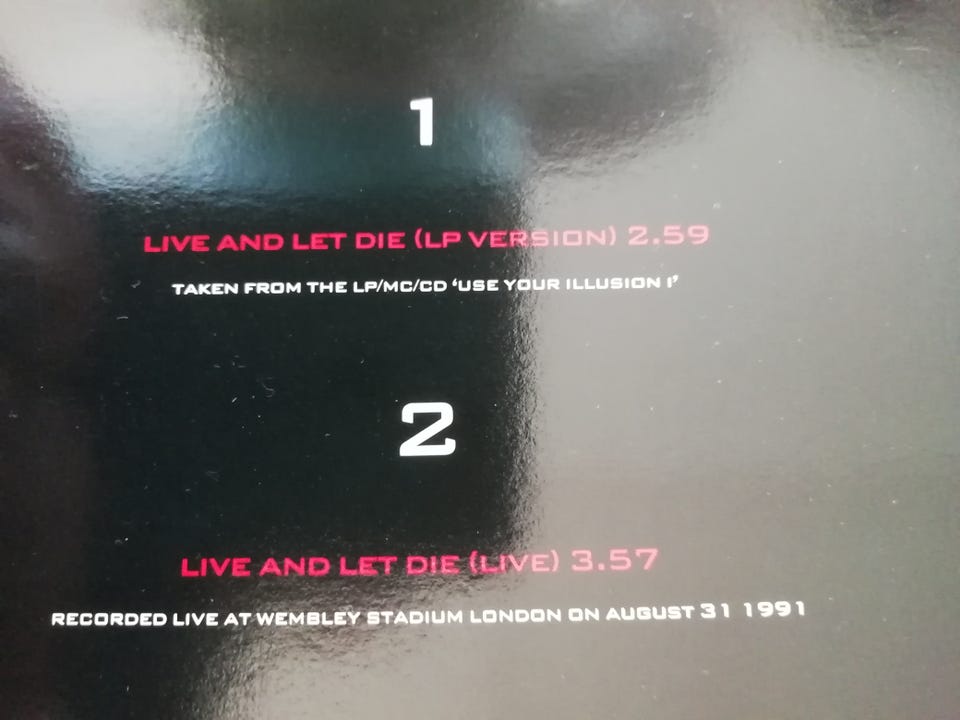 1
LIVE AND LET DIE (LP VERSION) 2.59
TAKEN FROM THE LP/MC/CD ‘USE YOUR ILLUSION I’
2
LIVE AND LET DIE (LIVE) 3.57
RECORDED LIVE AT WEMBLEY STADIUM LONDON ON AUGUST 31 1991